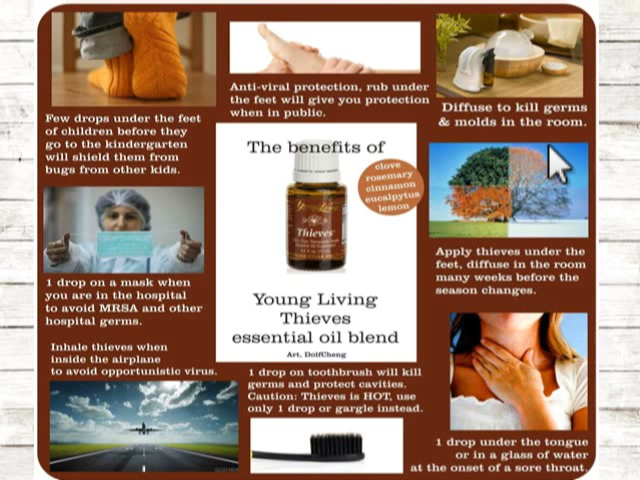 Few drops under the feet
of children before they
go to the kindergarten
will shield them from
bugs from other kids.
Anti-viral protection, rub under
the feet will give you protection
when in public.
Diffuse to kill germs
& molds in the room.
The benefits of
clove
rosemary
cinnamon
eucalyptus
lemon
Young Living
Thieves
Young Living
Thieves
essential oil blend
Art, DolfCheng
1 drop on a mask when
you are in the hospital
to avoid MRSA and other
hospital germs.
Apply thieves under the
feet, diffuse in the room
many weeks before the
season changes.
Inhale thieves when
inside the airplane
to avoid opportunistic virus.
1 drop on toothbrush will kill
germs and protect cavities.
Caution: Thieves is HOT, use
only 1 drop or gargle instead.
1 drop under the tongue
or in a glass of water
at the onset of a sore throat.